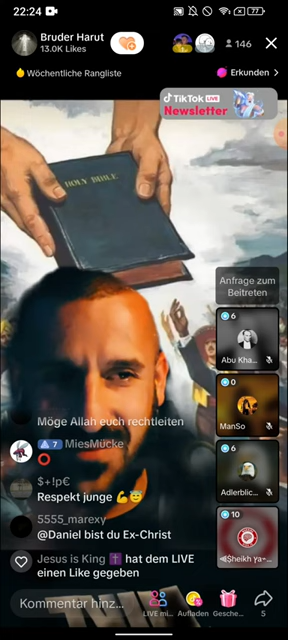 22:24
77
Bruder Harut
13.0K Likes
146
Wöchentliche Rangliste
Erkunden >
TikTok LIVE
Newsletter
HOLY BIBLE
Anfrage zum
Beitreten
6
Abu Kha...
0
ManSo
6
Adlerblic...
10
Möge Allah euch rechtleiten
7 MiesMücke
⭕
$+!p€
Respekt junge 💪😇
5555_marexy
@Daniel bist du Ex-Christ
Jesus is King ✝️ hat dem LIVE
einen Like gegeben
Kommentar hinz...
LIVE mi...
Aufladen
Gesche...
5